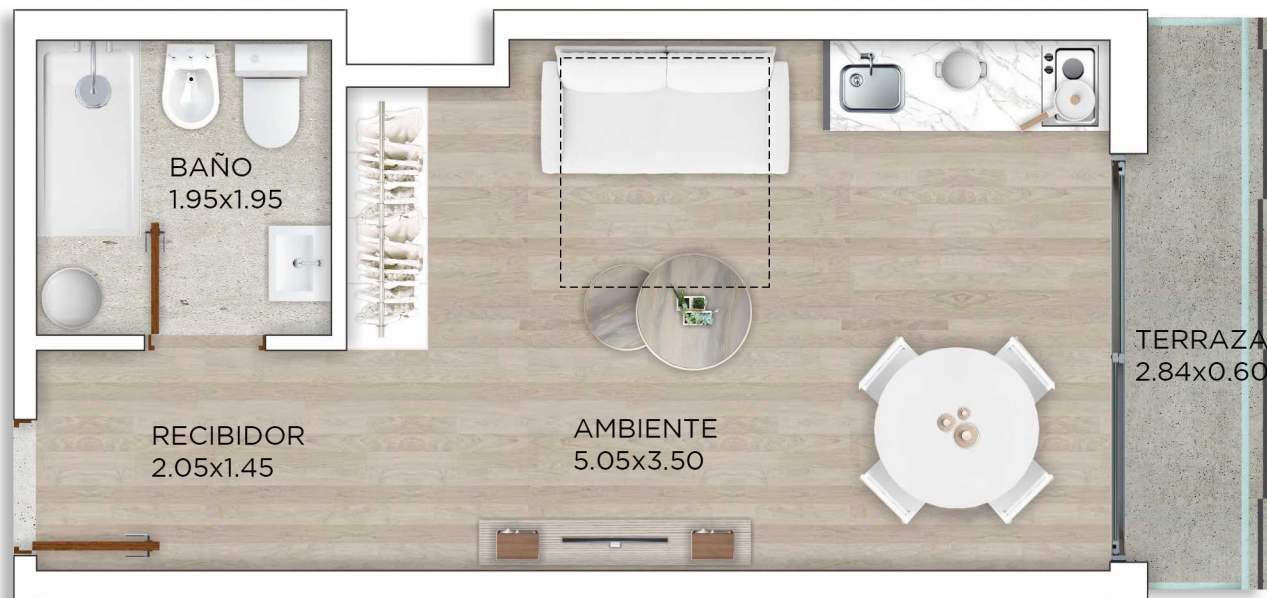 BAÑO
1.95x1.95
RECIBIDOR
2.05x1.45
AMBIENTE
5.05x3.50
TERRAZA
2.84x0.60